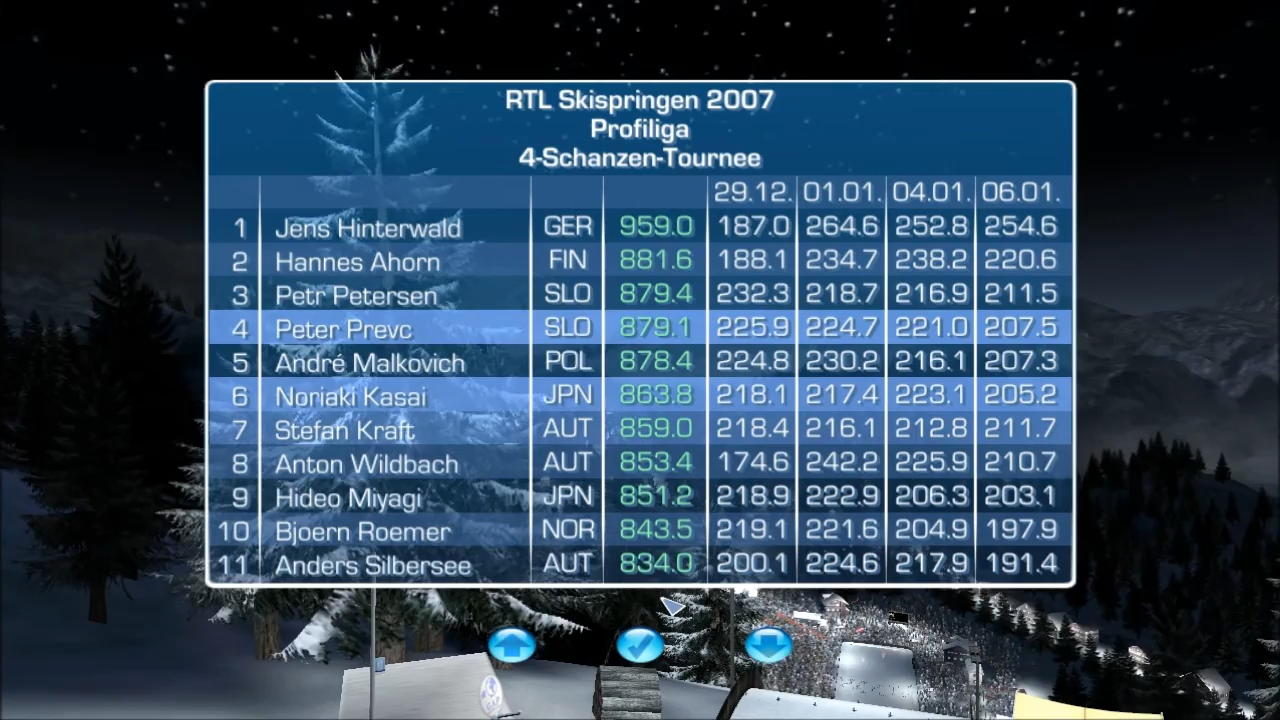 RTL Skispringen 2007
Profiliga
4-Schanzen-Tournee
29.12. 01.01. 04.01. 06.01.
1 Jens Hinterwald GER 959.0 187.0 264.6 252.8 254.6
2 Hannes Ahorn FIN 881.6 188.1 234.7 238.2 220.6
3 Petr Petersen SLO 879.4 232.3 218.7 216.9 211.5
4 Peter Prevc SLO 879.1 225.9 224.7 221.0 207.5
5 André Malkovich POL 878.4 224.8 230.2 216.1 207.3
6 Noriaki Kasai JPN 863.8 218.1 217.4 223.1 205.2
7 Stefan Kraft AUT 859.0 218.4 216.1 212.8 211.7
8 Anton Wildbach AUT 853.4 174.6 242.2 225.9 210.7
9 Hideo Miyagi JPN 851.2 218.9 222.9 206.3 203.1
10 Bjoern Roemer NOR 843.5 219.1 221.6 204.9 197.9
11 Anders Silbersee AUT 834.0 200.1 224.6 217.9 191.4